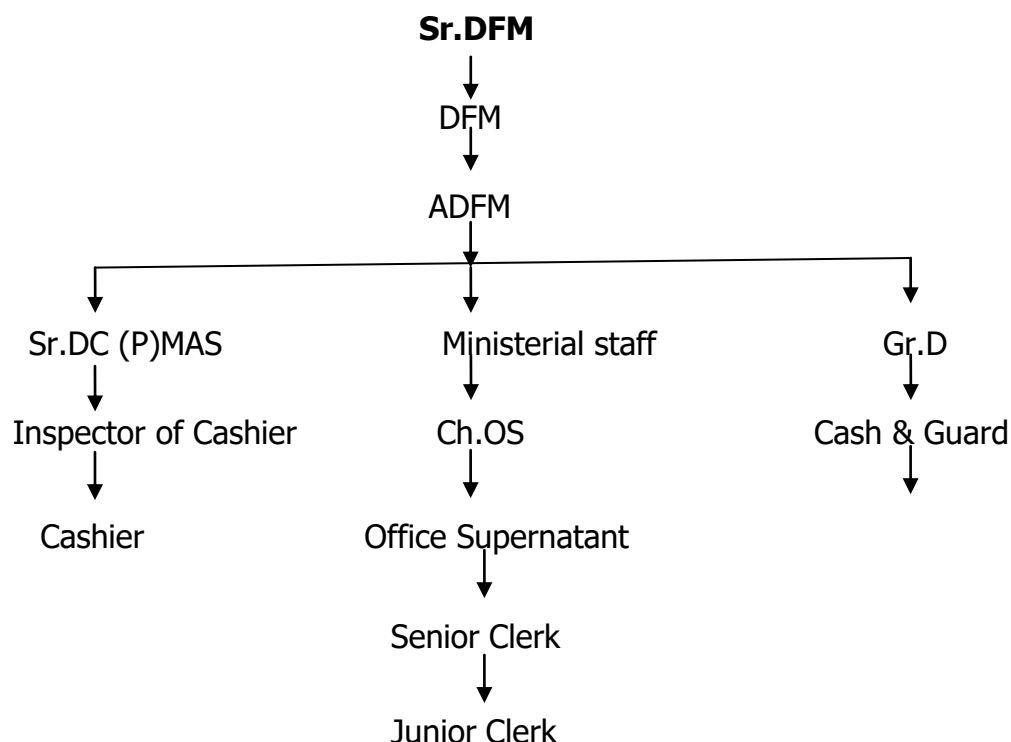 Sr.DFM
DFM
ADFM
Sr.DC (P)MAS Ministerial staff Gr.D
Inspector of Cashier Ch.OS Cash & Guard
Cashier Office Supernatant
Senior Clerk
Junior Clerk